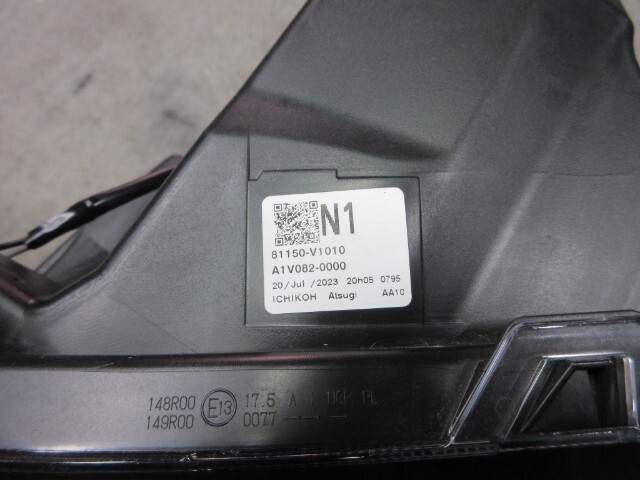 N1
81150-V1010
A1V082-0000
20/Jul /2023 20h05 0795
ICHIKOH Atsugi AA10
148R00 E13 17.5 A
149R00 0077 - - -